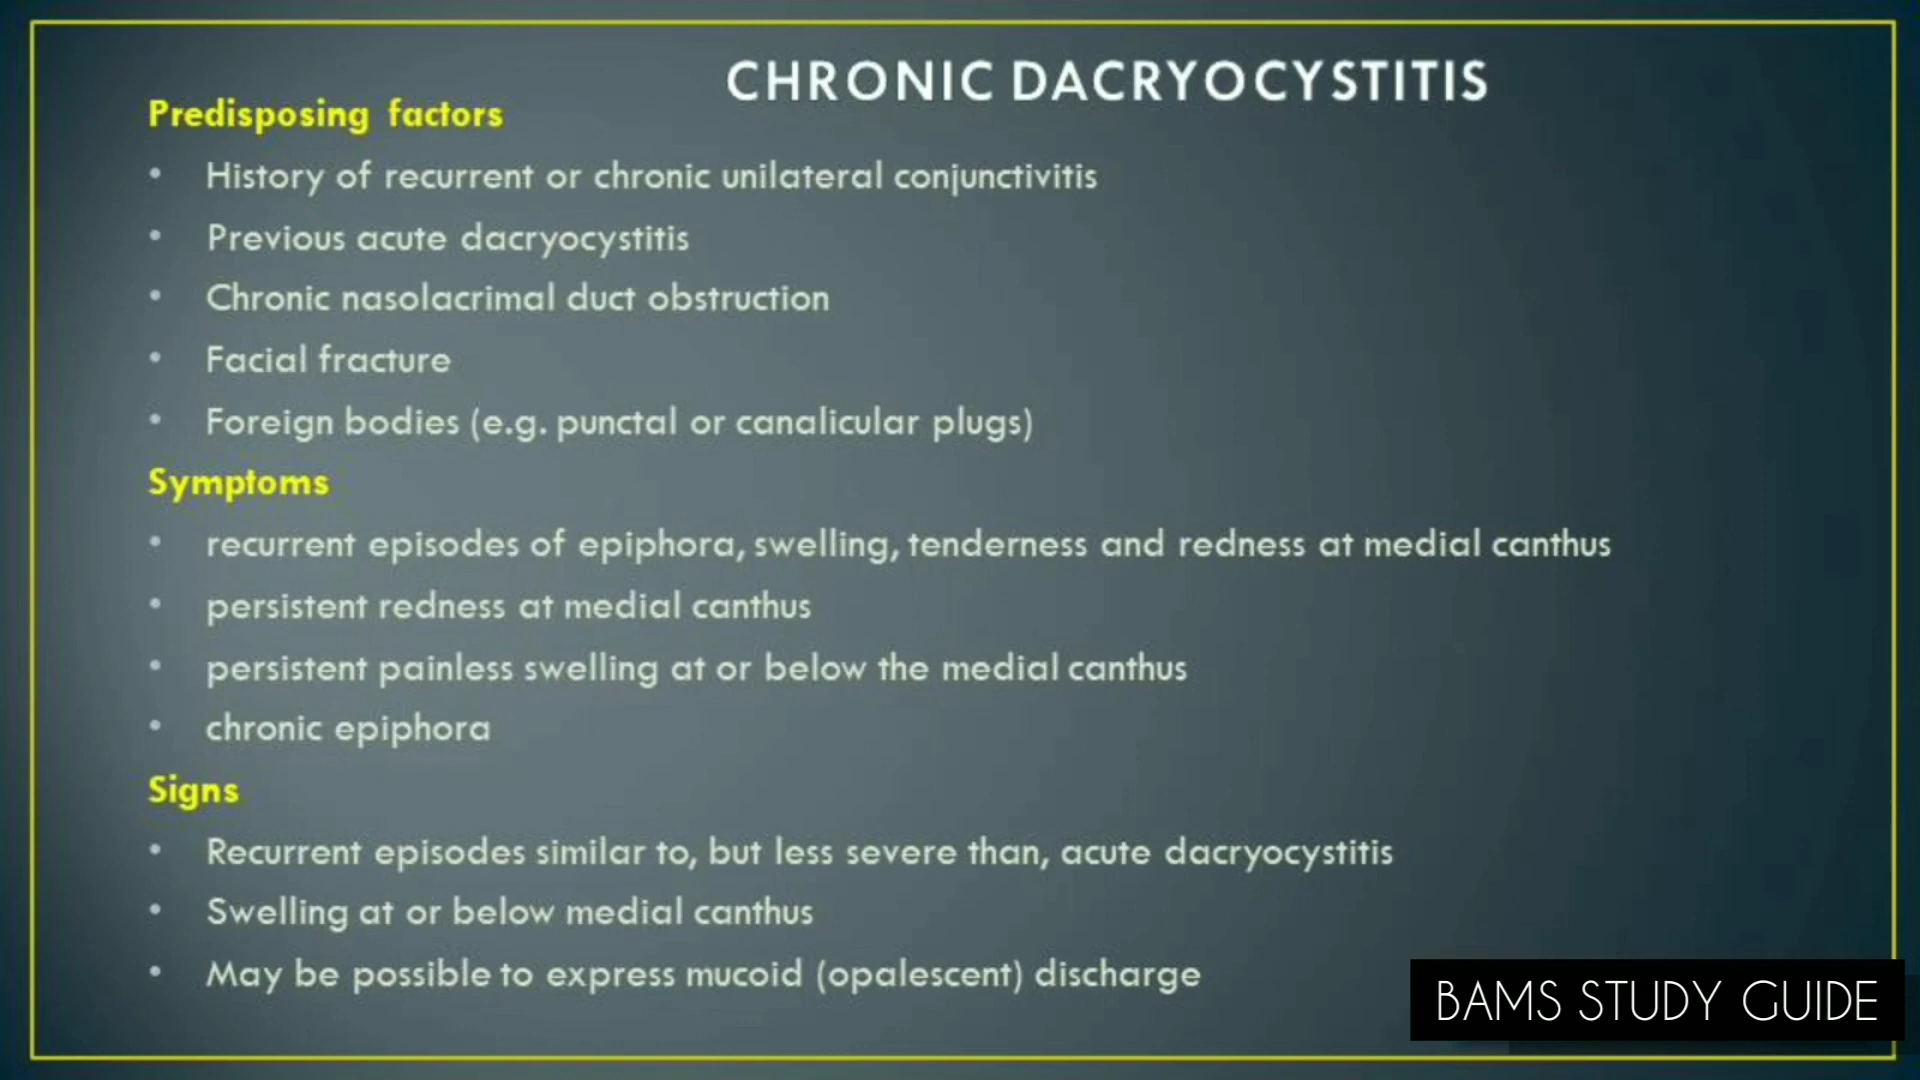 CHRONIC DACRYOCYSTITIS
Predisposing factors
• History of recurrent or chronic unilateral conjunctivitis
• Previous acute dacryocystitis
• Chronic nasolacrimal duct obstruction
• Facial fracture
• Foreign bodies (e.g. punctal or canalicular plugs)
Symptoms
• recurrent episodes of epiphora, swelling, tenderness and redness at medial canthus
• persistent redness at medial canthus
• persistent painless swelling at or below the medial canthus
• chronic epiphora
Signs
• Recurrent episodes similar to, but less severe than, acute dacryocystitis
• Swelling at or below medial canthus
• May be possible to express mucoid (opalescent) discharge
BAMS STUDY GUIDE